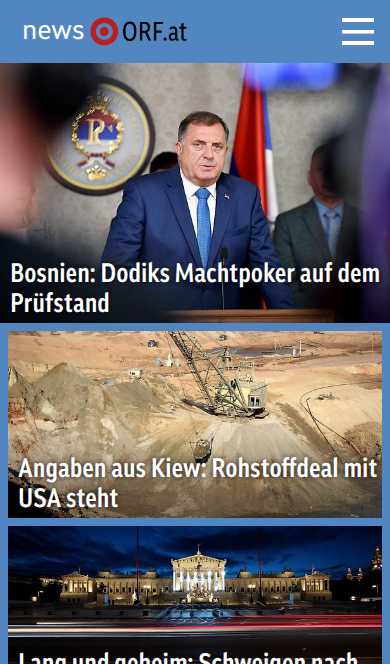 news ORF.at
Bosnien: Dodiks Machtpoker auf dem
Prüfstand
Angaben aus Kiew: Rohstoffdeal mit
USA steht
Lang und geheim: Schweigen nach